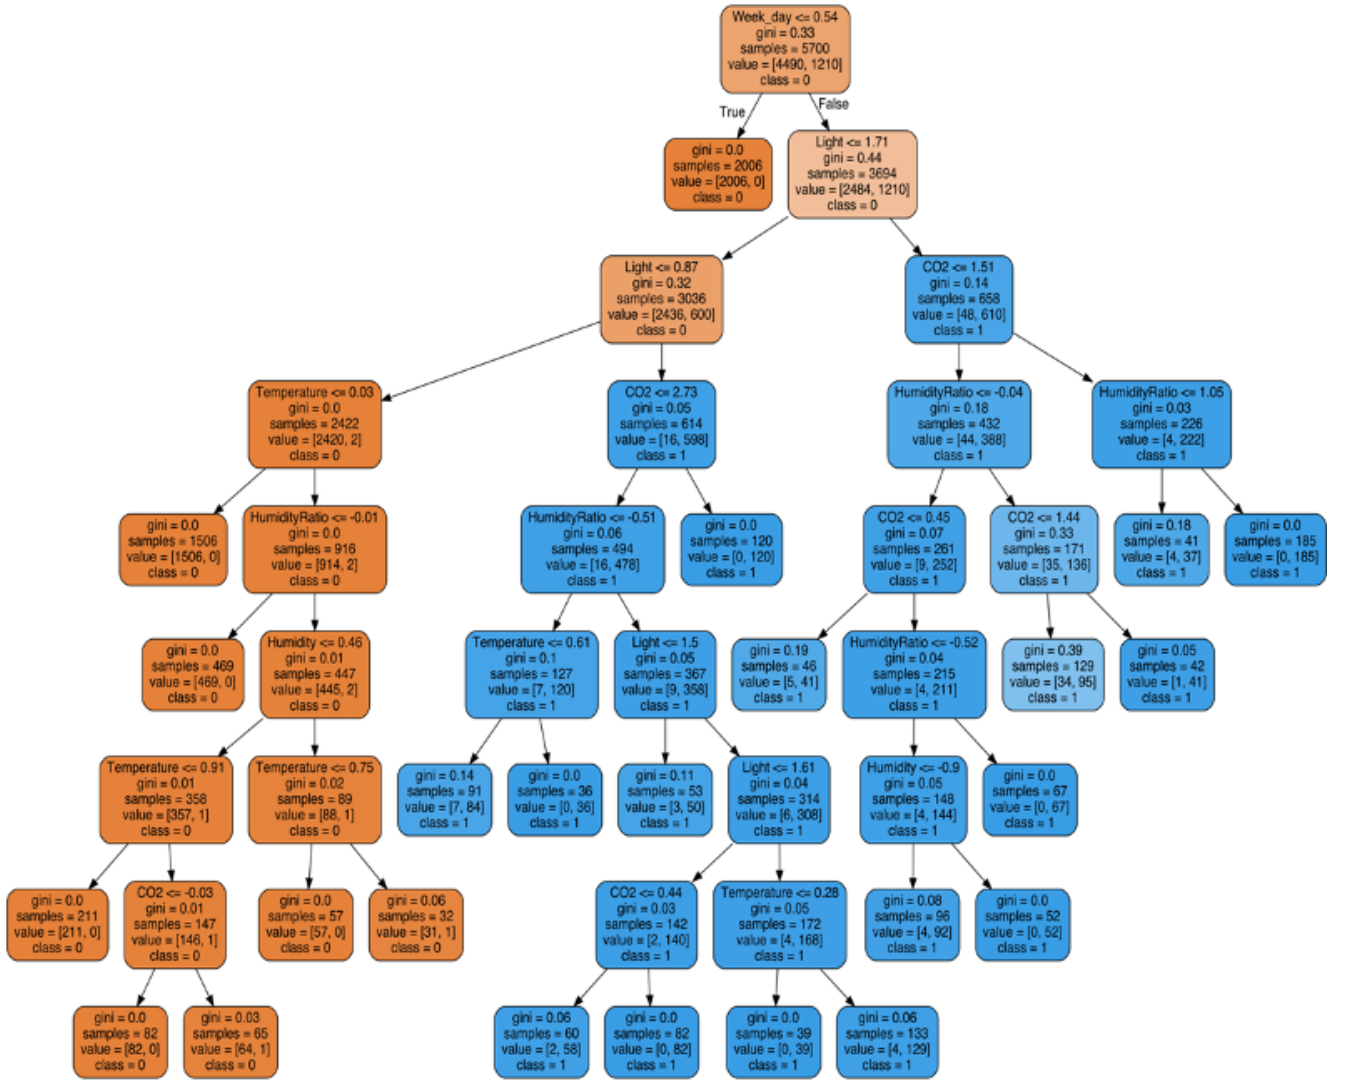 Week_day <= 0.54
gini = 0.33
samples = 5700
value = [4490, 1210]
class = 0
True
False
gini = 0.0
samples = 2006
value = [2006, 0]
class = 0
Light <= 1.71
gini = 0.44
samples = 3694
value = [2484, 1210]
class = 0
Light <= 0.87
gini = 0.32
samples = 3036
value = [2436, 600]
class = 0
CO2 <= 1.51
gini = 0.14
samples = 658
value = [48, 610]
class = 1
Temperature <= 0.03
gini = 0.0
samples = 2422
value = [2420, 2]
class = 0
CO2 <= 2.73
gini = 0.05
samples = 614
value = [16, 598]
class = 1
HumidityRatio <= -0.04
gini = 0.18
samples = 432
value = [44, 388]
class = 1
HumidityRatio <= 1.05
gini = 0.03
samples = 226
value = [4, 222]
class = 1
gini = 0.0
samples = 1506
value = [1506, 0]
class = 0
HumidityRatio <= -0.01
gini = 0.0
samples = 916
value = [914, 2]
class = 0
HumidityRatio <= -0.51
gini = 0.06
samples = 494
value = [16, 478]
class = 1
gini = 0.0
samples = 120
value = [0, 120]
class = 1
CO2 <= 0.45
gini = 0.07
samples = 261
value = [9, 252]
class = 1
CO2 <= 1.44
gini = 0.33
samples = 171
value = [35, 136]
class = 1
gini = 0.18
samples = 41
value = [4, 37]
class = 1
gini = 0.0
samples = 185
value = [0, 185]
class = 1
gini = 0.0
samples = 469
value = [469, 0]
class = 0
Humidity <= 0.46
gini = 0.01
samples = 447
value = [445, 2]
class = 0
Temperature <= 0.61
gini = 0.1
samples = 127
value = [7, 120]
class = 1
Light <= 1.5
gini = 0.05
samples = 367
value = [9, 358]
class = 1
gini = 0.19
samples = 46
value = [5, 41]
class = 1
HumidityRatio <= -0.52
gini = 0.04
samples = 215
value = [4, 211]
class = 1
gini = 0.39
samples = 129
value = [34, 95]
class = 1
gini = 0.05
samples = 42
value = [1, 41]
class = 1
Temperature <= 0.91
gini = 0.01
samples = 358
value = [357, 1]
class = 0
Temperature <= 0.75
gini = 0.02
samples = 89
value = [88, 1]
class = 0
gini = 0.14
samples = 91
value = [7, 84]
class = 1
gini = 0.0
samples = 36
value = [0, 36]
class = 1
gini = 0.11
samples = 53
value = [3, 50]
class = 1
Light <= 1.61
gini = 0.04
samples = 314
value = [6, 308]
class = 1
Humidity <= -0.9
gini = 0.05
samples = 148
value = [4, 144]
class = 1
gini = 0.0
samples = 67
value = [0, 67]
class = 1
gini = 0.0
samples = 211
value = [211, 0]
class = 0
CO2 <= -0.03
gini = 0.01
samples = 147
value = [146, 1]
class = 0
gini = 0.0
samples = 57
value = [57, 0]
class = 0
gini = 0.06
samples = 32
value = [31, 1]
class = 0
CO2 <= 0.44
gini = 0.03
samples = 142
value = [2, 140]
class = 1
Temperature <= 0.28
gini = 0.05
samples = 172
value = [4, 168]
class = 1
gini = 0.08
samples = 96
value = [4, 92]
class = 1
gini = 0.0
samples = 52
value = [0, 52]
class = 1
gini = 0.0
samples = 82
value = [82, 0]
class = 0
gini = 0.03
samples = 65
value = [64, 1]
class = 0
gini = 0.06
samples = 60
value = [2, 58]
class = 1
gini = 0.0
samples = 82
value = [0, 82]
class = 1
gini = 0.0
samples = 39
value = [0, 39]
class = 1
gini = 0.06
samples = 133
value = [4, 129]
class = 1